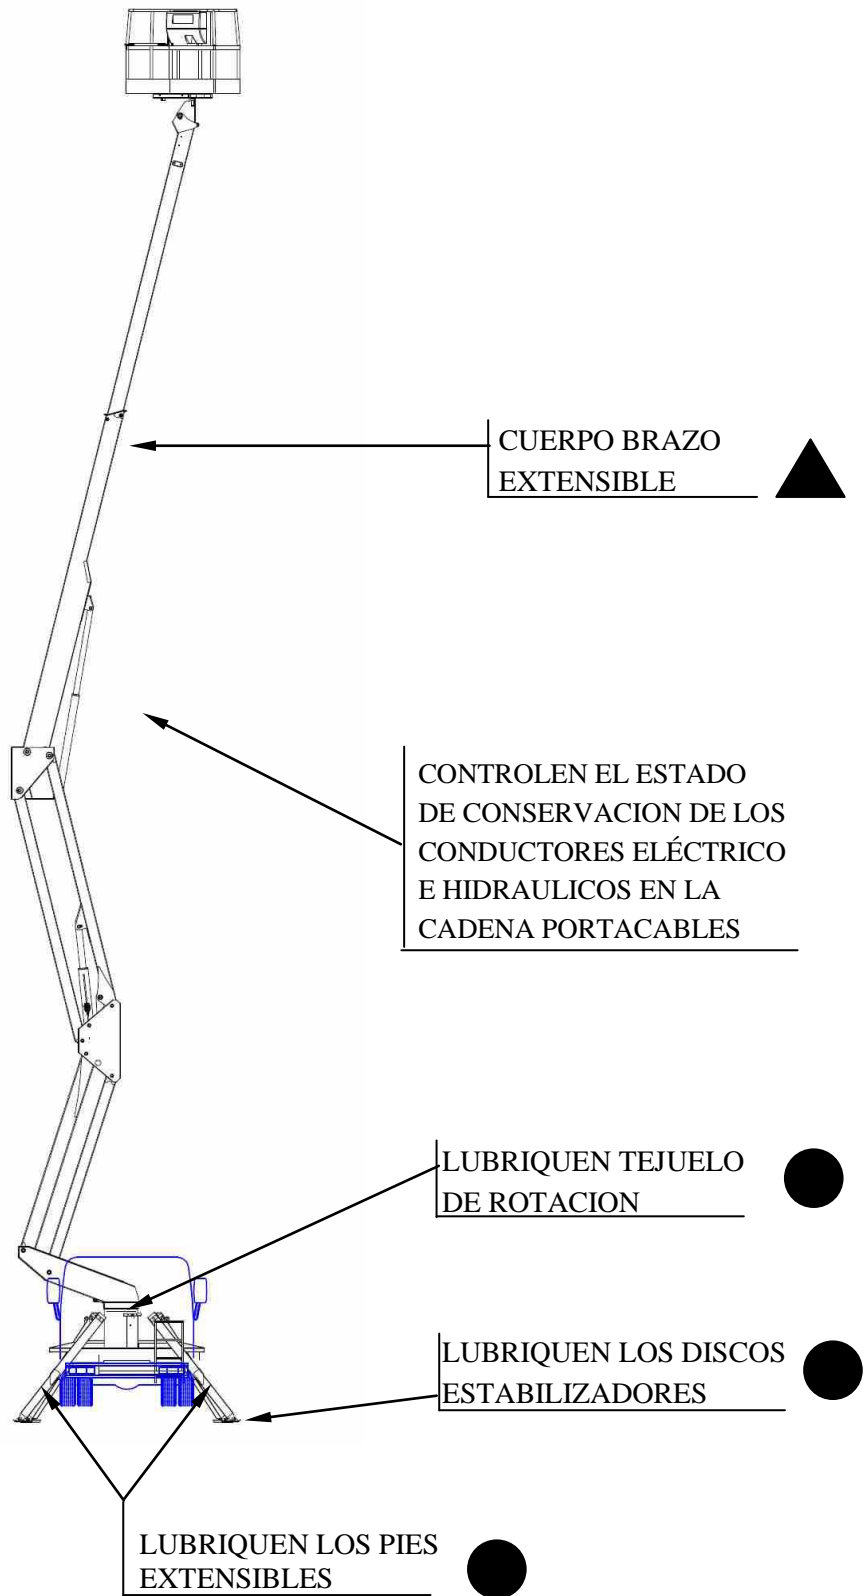 CUERPO BRAZO
EXTENSIBLE
CONTROLEN EL ESTADO
DE CONSERVACION DE LOS
CONDUCTORES ELÉCTRICO
E HIDRAULICOS EN LA
CADENA PORTACABLES
LUBRIQUEN TEJUELO
DE ROTACION
LUBRIQUEN LOS DISCOS
ESTABILIZADORES
LUBRIQUEN LOS PIES
EXTENSIBLES